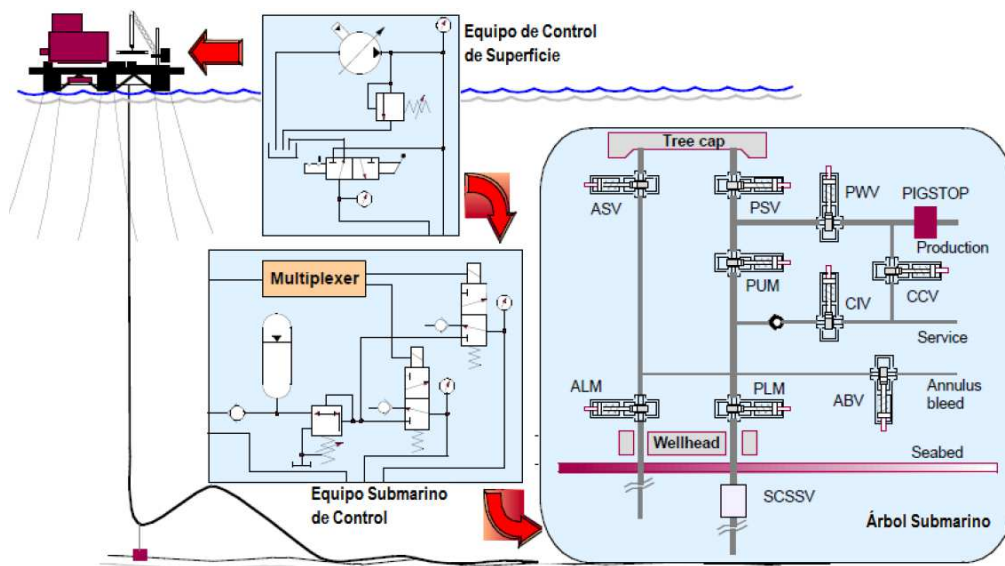 Equipo de Control
de Superficie
Multiplexer
Equipo Submarino
de Control
Tree cap
ASV
PSV
PWV
PIGSTOP
Production
PUM
CIV
CCV
Service
ALM
PLM
ABV
Annulus
bleed
Wellhead
Seabed
SCSSV
Árbol Submarino